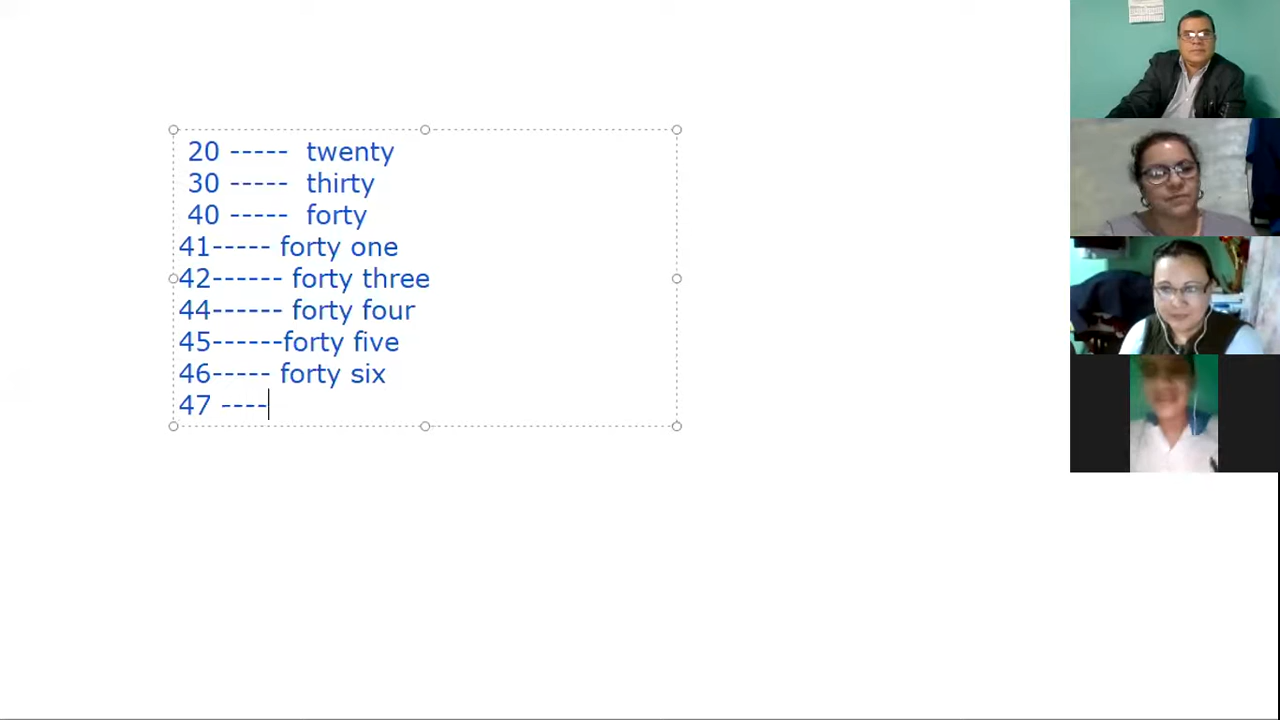 20 -----  twenty
30 -----  thirty
40 -----  forty
41----- forty one
42------ forty three
44------ forty four
45------forty five
46----- forty six
47 ----